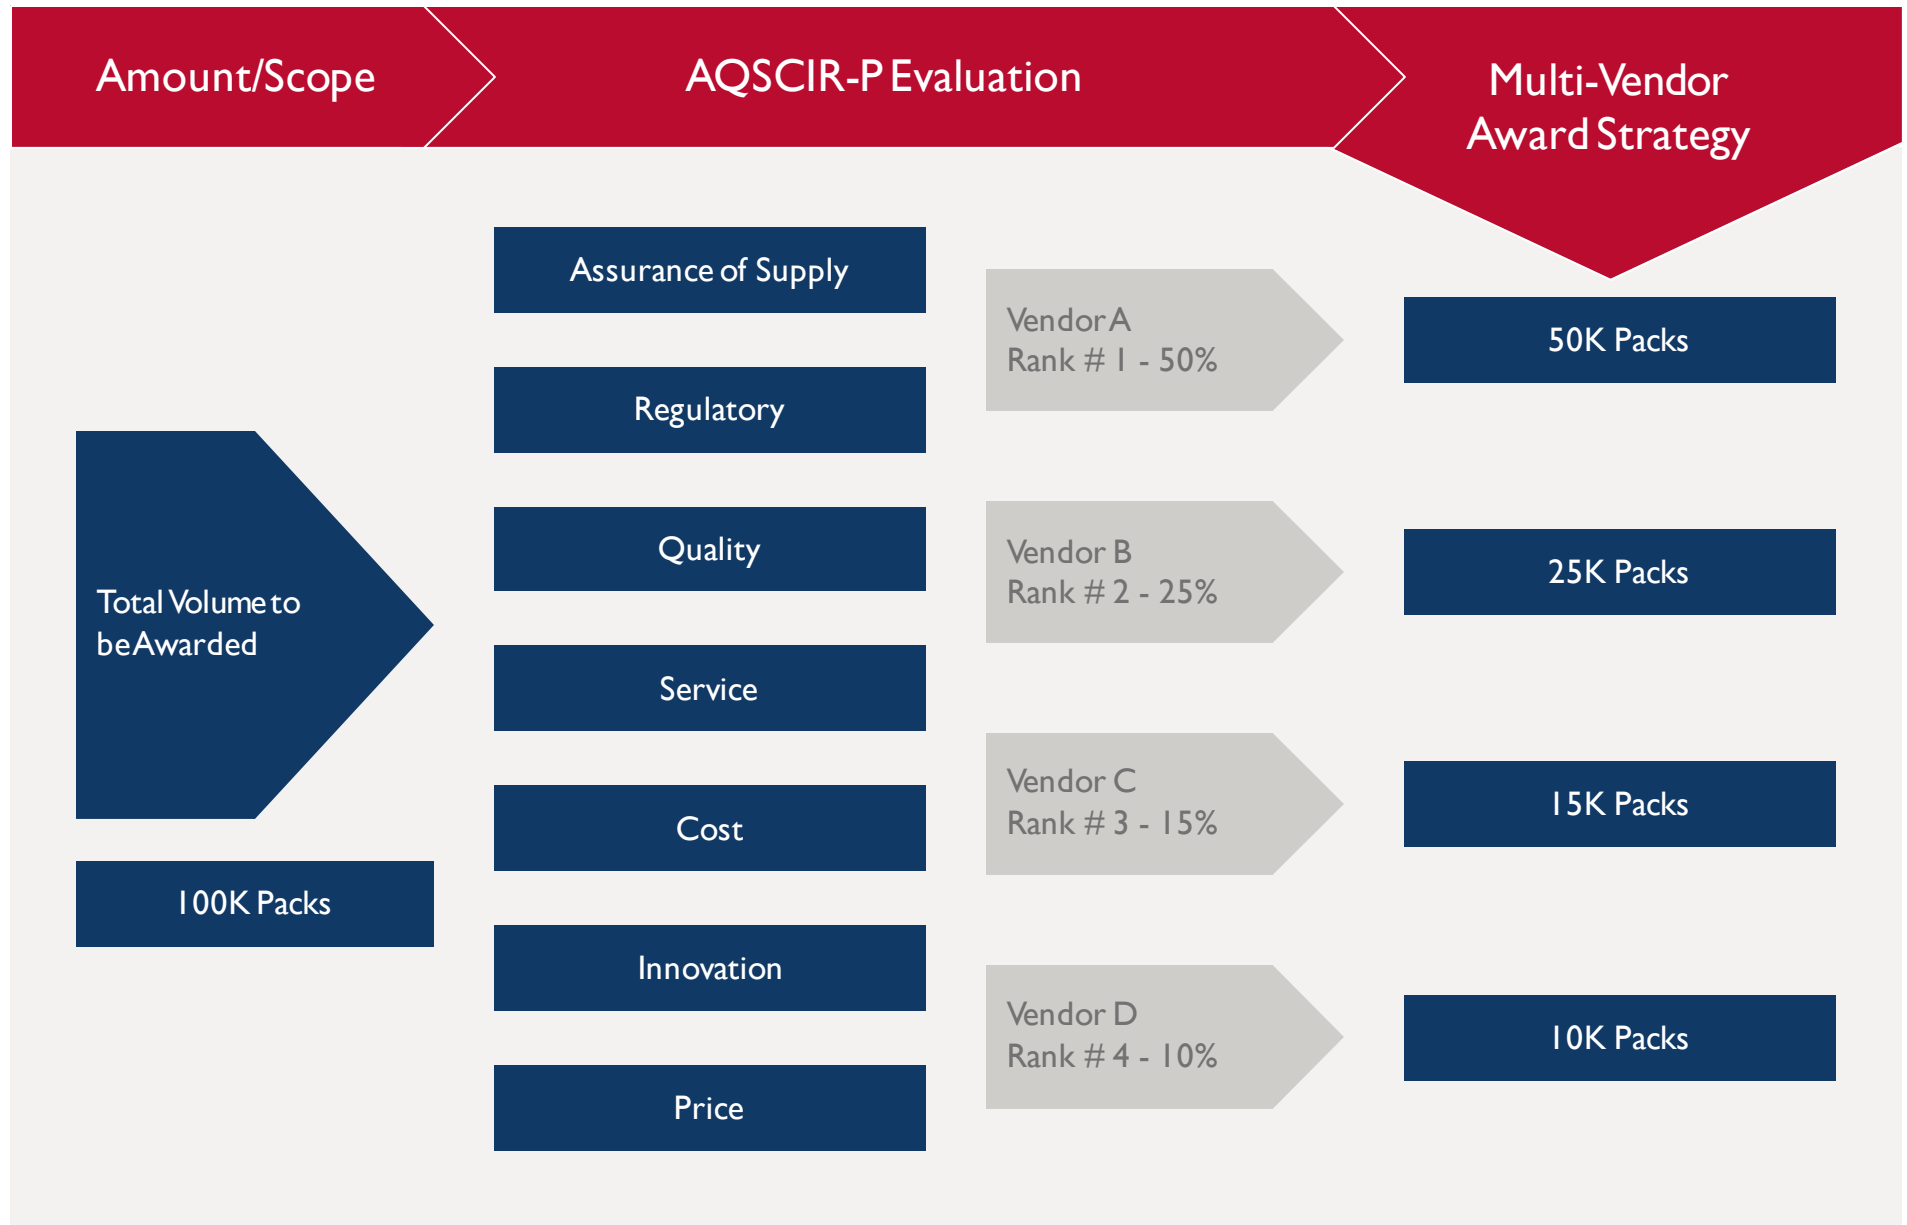 Amount/Scope
AQSCIR-P Evaluation
Multi-Vendor
Award Strategy
Total Volume to
be Awarded
100K Packs
Assurance of Supply
Regulatory
Quality
Service
Cost
Innovation
Price
Vendor A
Rank # 1 - 50%
Vendor B
Rank # 2 - 25%
Vendor C
Rank # 3 - 15%
Vendor D
Rank # 4 - 10%
50K Packs
25K Packs
15K Packs
10K Packs